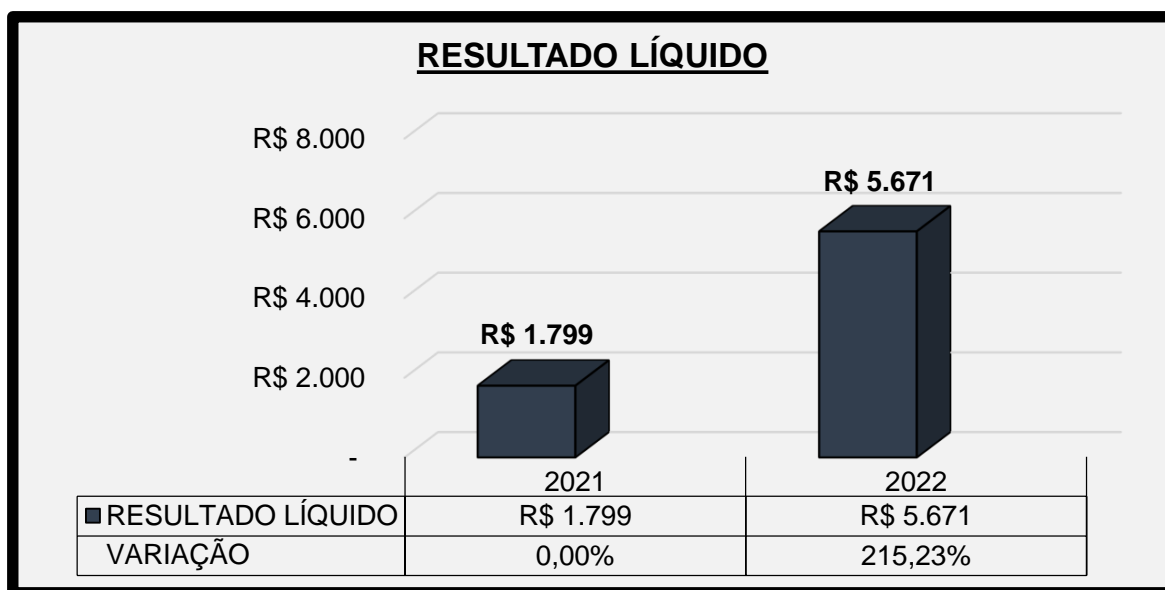 RESULTADO LÍQUIDO
R$ 8.000
R$ 6.000
R$ 4.000
R$ 2.000
-
R$ 1.799
R$ 5.671
2021 2022
RESULTADO LÍQUIDO R$ 1.799 R$ 5.671
VARIAÇÃO 0,00% 215,23%